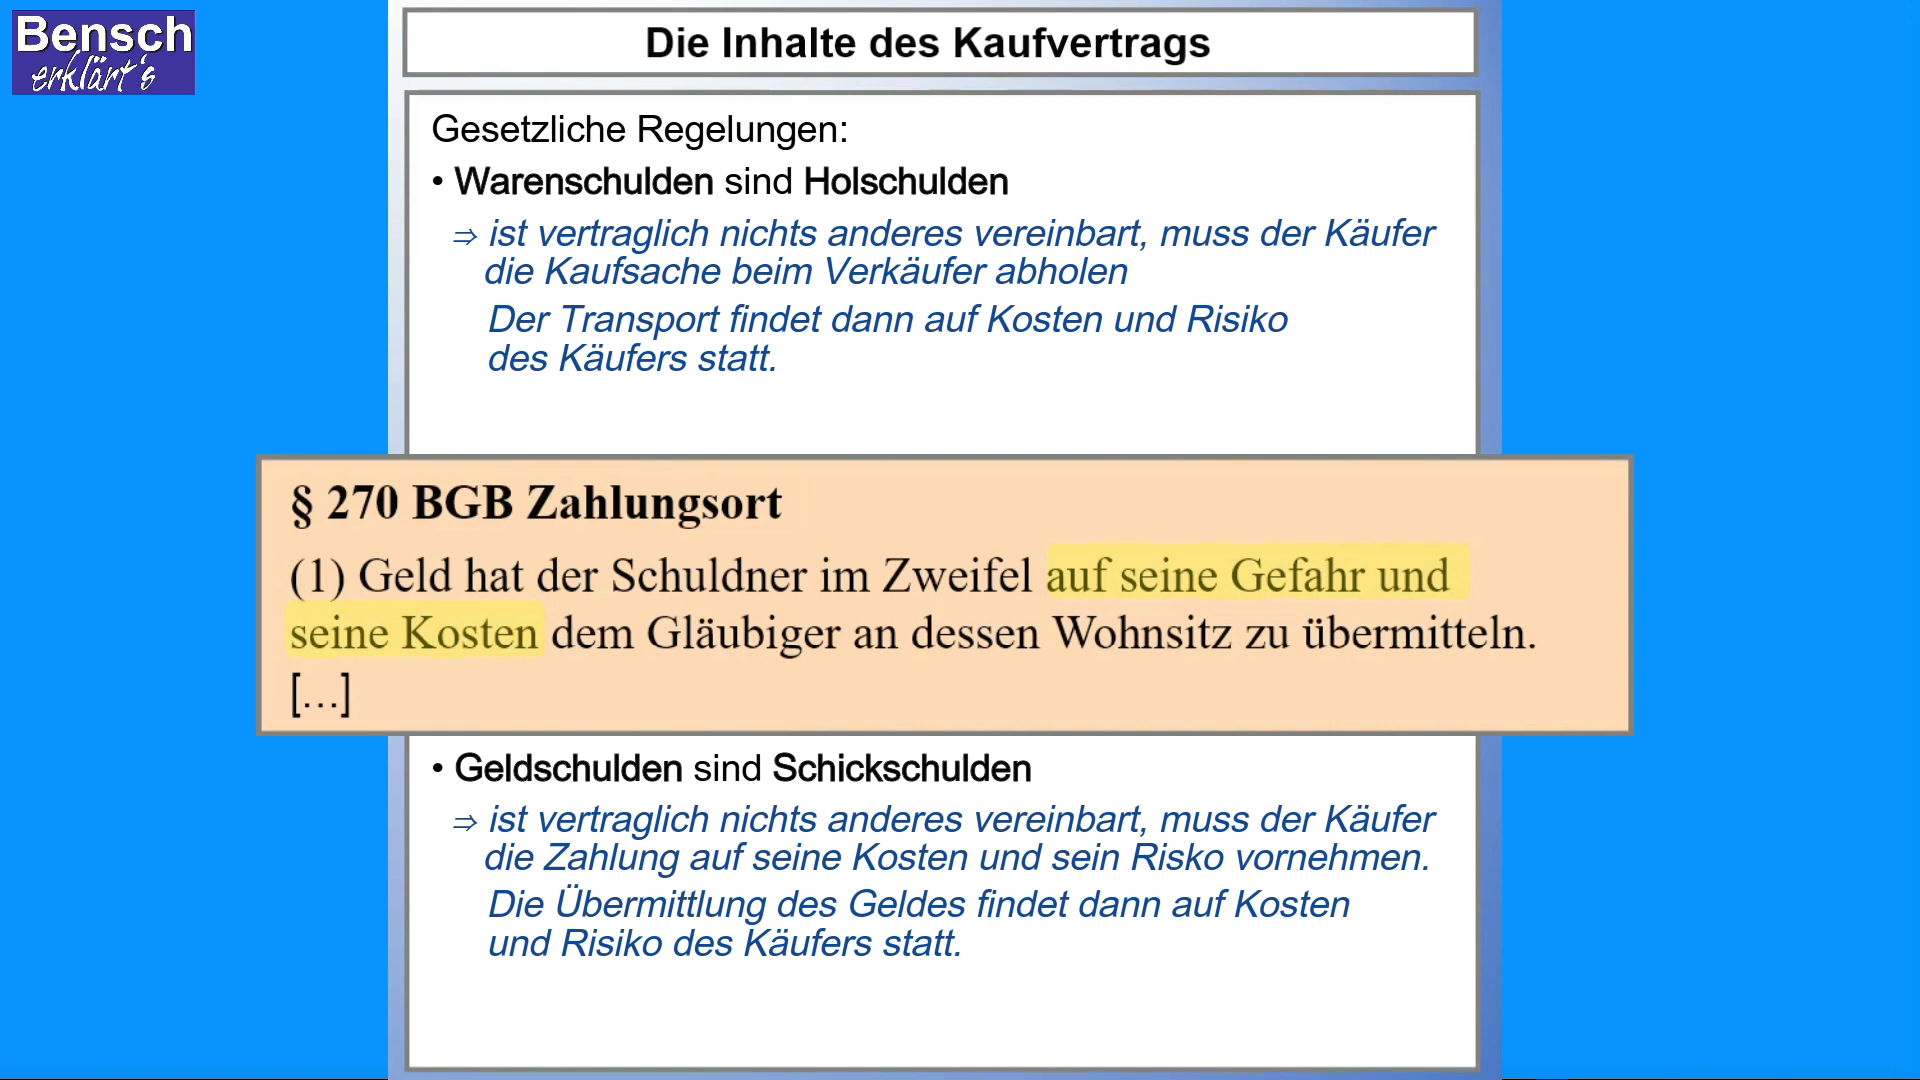 Bensch
erklärt's
Die Inhalte des Kaufvertrags
Gesetzliche Regelungen:
• Warenschulden sind Holschulden
⇒ ist vertraglich nichts anderes vereinbart, muss der Käufer
die Kaufsache beim Verkäufer abholen
Der Transport findet dann auf Kosten und Risiko
des Käufers statt.
§ 270 BGB Zahlungsort
(1) Geld hat der Schuldner im Zweifel auf seine Gefahr und
seine Kosten dem Gläubiger an dessen Wohnsitz zu übermitteln.
[…]
• Geldschulden sind Schickschulden
⇒ ist vertraglich nichts anderes vereinbart, muss der Käufer
die Zahlung auf seine Kosten und sein Risko vornehmen.
Die Übermittlung des Geldes findet dann auf Kosten
und Risiko des Käufers statt.